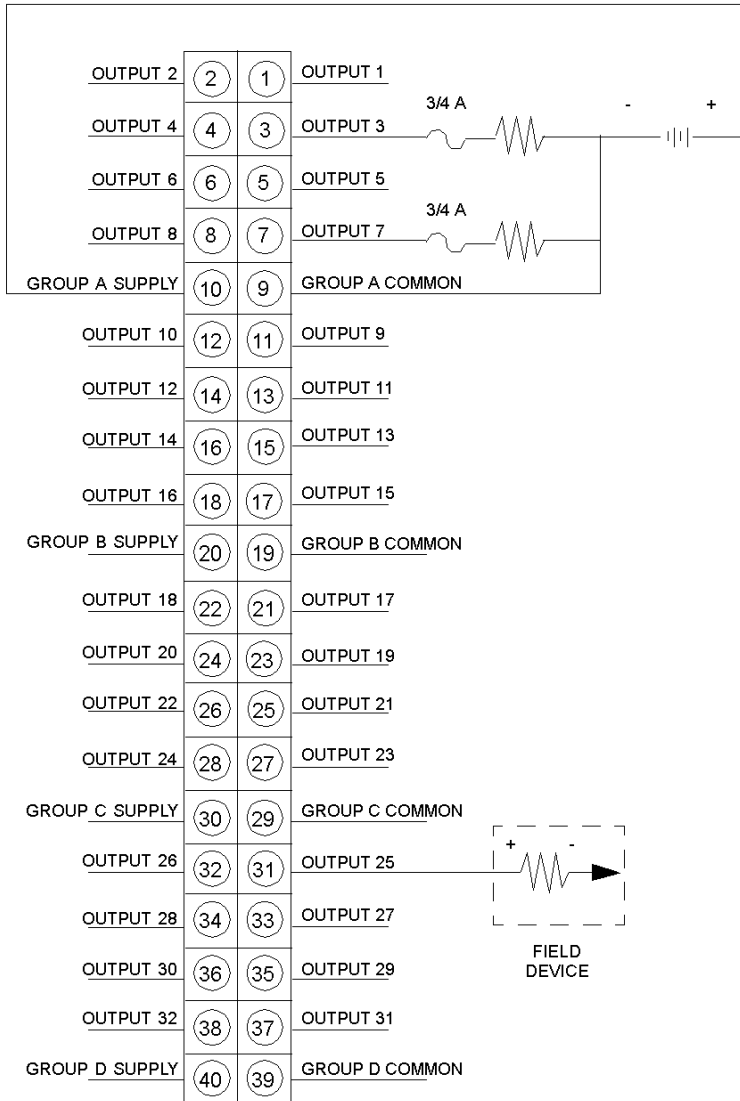 OUTPUT 2 2 1 OUTPUT 1
3/4 A - +
OUTPUT 4 4 3 OUTPUT 3
OUTPUT 6 6 5 OUTPUT 5
3/4 A
OUTPUT 8 8 7 OUTPUT 7
GROUP A SUPPLY 10 9 GROUP A COMMON
OUTPUT 10 12 11 OUTPUT 9
OUTPUT 12 14 13 OUTPUT 11
OUTPUT 14 16 15 OUTPUT 13
OUTPUT 16 18 17 OUTPUT 15
GROUP B SUPPLY 20 19 GROUP B COMMON
OUTPUT 18 22 21 OUTPUT 17
OUTPUT 20 24 23 OUTPUT 19
OUTPUT 22 26 25 OUTPUT 21
OUTPUT 24 28 27 OUTPUT 23
GROUP C SUPPLY 30 29 GROUP C COMMON
+ -
OUTPUT 26 32 31 OUTPUT 25
OUTPUT 28 34 33 OUTPUT 27
FIELD
DEVICE
OUTPUT 30 36 35 OUTPUT 29
OUTPUT 32 38 37 OUTPUT 31
GROUP D SUPPLY 40 39 GROUP D COMMON